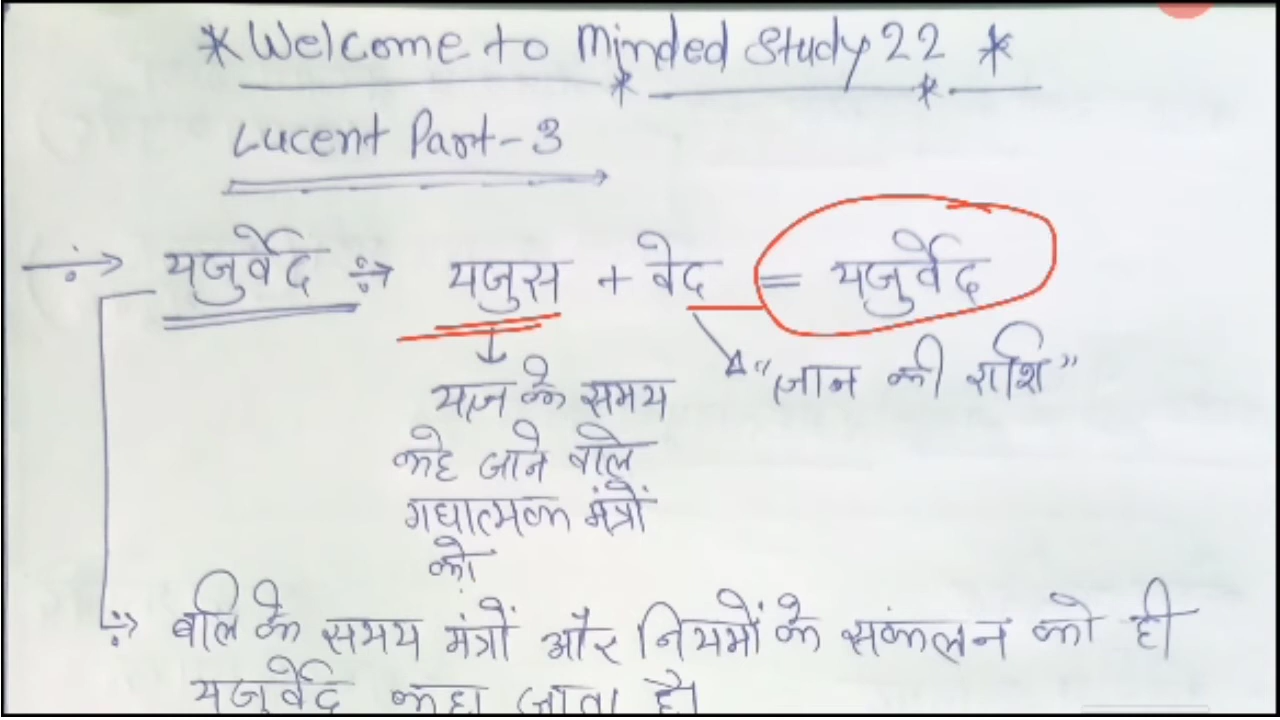 * Welcome to Minded Study 22 *
Lucent Part-3
यजुर्वेद → यजुस + वेद = यजुर्वेद
यज्ञ के समय "ज्ञान की राशि"
कहे जाने वाले
गद्यात्मक मंत्रों
को
बलि के समय मंत्रों और नियमों के संकलन को ही
यजुर्वेद कहा जाता है।